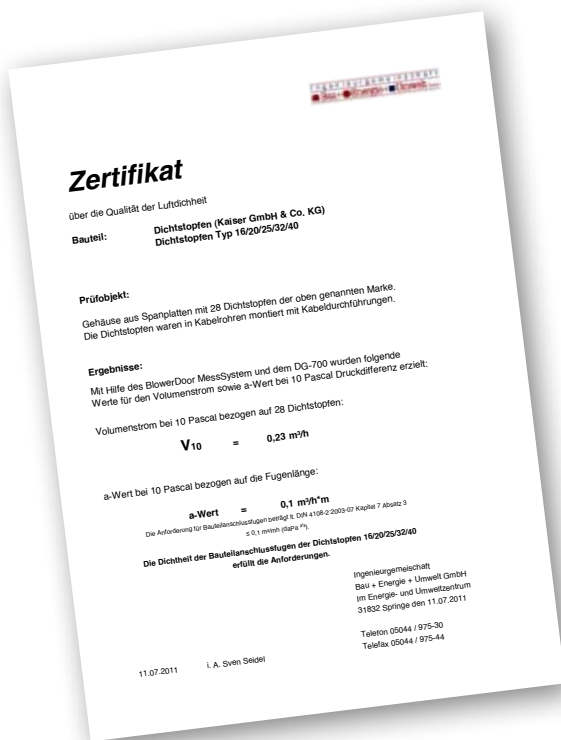 Zertifikat
über die Qualität der Luftdichheit
Bauteil: Dichtstopfen (Kaiser GmbH & Co. KG)
Dichtstopfen Typ 16/20/25/32/40
Prüfobjekt:
Gehäuse aus Spanplatten mit 28 Dichtstopfen der oben genannten Marke.
Die Dichtstopfen waren in Kabelrohren montiert mit Kabeldurchführungen.
Ergebnisse:
Mit Hilfe des BlowerDoor MessSystem und dem DG-700 wurden folgende
Werte für den Volumenstrom sowie a-Wert bei 10 Pascal Druckdifferenz erzielt:
Volumenstrom bei 10 Pascal bezogen auf 28 Dichtstopfen:
V10 = 0,23 m³/h
a-Wert bei 10 Pascal bezogen auf die Fugenlänge:
a-Wert = 0,1 m³/h*m
Die Anforderung für Bauteilanschlussfugen beträgt lt. DIN 4108-2:2003-07 Kapitel 7 Absatz 3
≤ 0,1 m³/mh (daPa ²/³).
Die Dichtheit der Bauteilanschlussfugen der Dichtstopfen 16/20/25/32/40
erfüllt die Anforderungen.
Ingenieurgemeinschaft
Bau + Energie + Umwelt GmbH
Im Energie- und Umweltzentrum
31832 Springe den 11.07.2011
Telefon 05044 / 975-30
Telefax 05044 / 975-44
11.07.2011 i. A. Sven Seidel